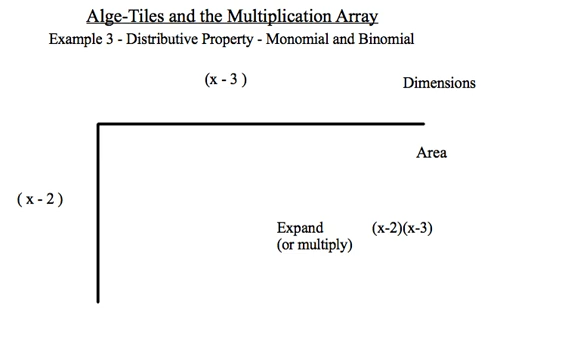 Alge-Tiles and the Multiplication Array
Example 3 - Distributive Property - Monomial and Binomial
(x - 3 )
Dimensions
Area
( x - 2 )
Expand (x-2)(x-3)
(or multiply)